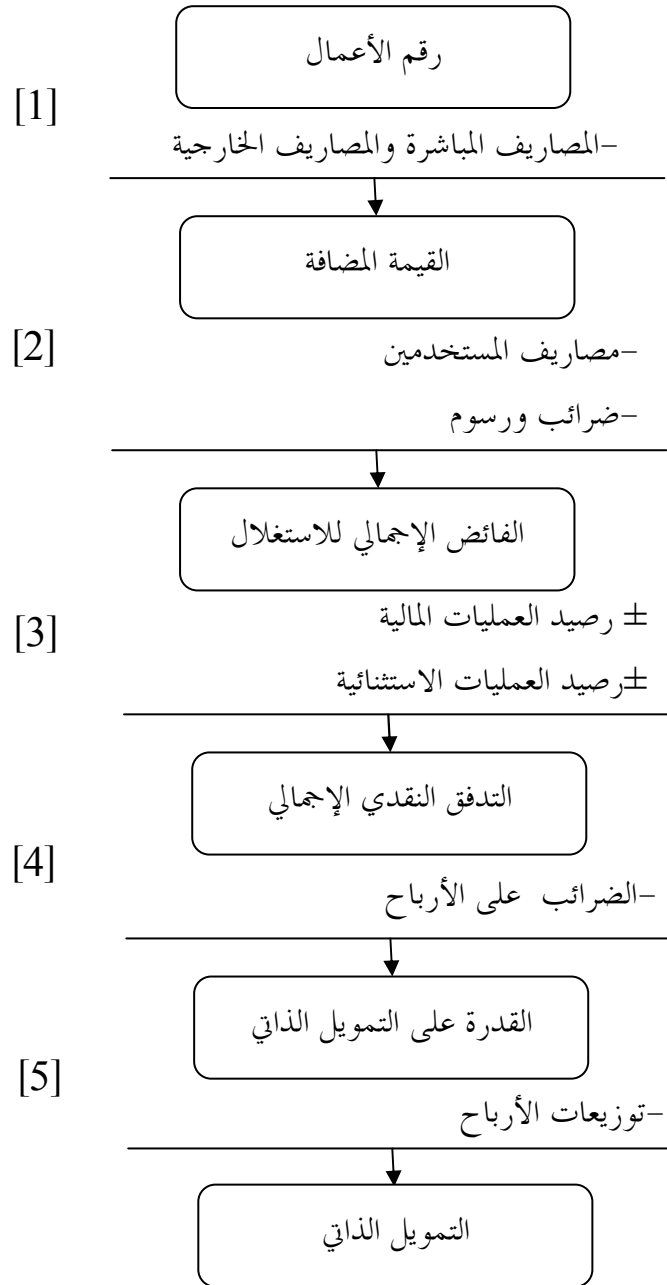 رقم الأعمال
[1]
-المصاريف المباشرة والمصاريف الخارجية
القيمة المضافة
[2]
-مصاريف المستخدمين
-ضرائب ورسوم
الفائض الإجمالي للاستغلال
± رصيد العمليات المالية
[3]
±رصيد العمليات الاستثنائية
التدفق النقدي الإجمالي
[4]
-الضرائب على الأرباح
القدرة على التمويل الذاتي
[5]
-توزيعات الأرباح
التمويل الذاتي